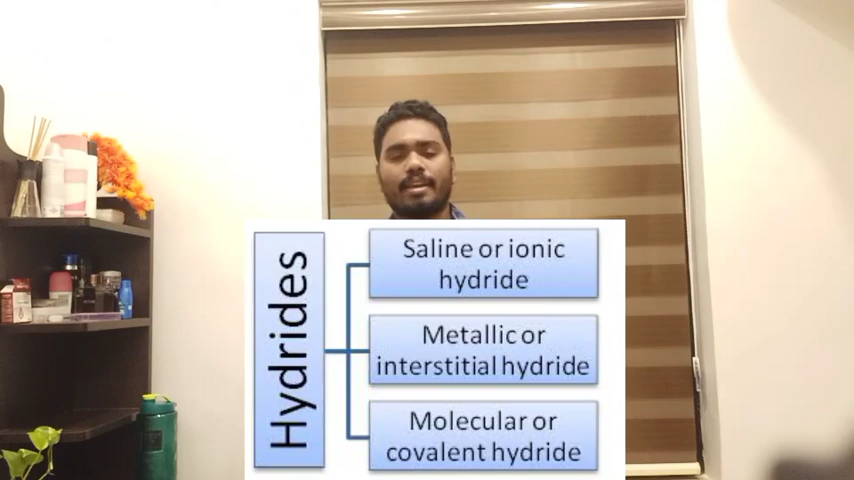 Hydrides
Saline or ionic
hydride
Metallic or
interstitial hydride
Molecular or
covalent hydride